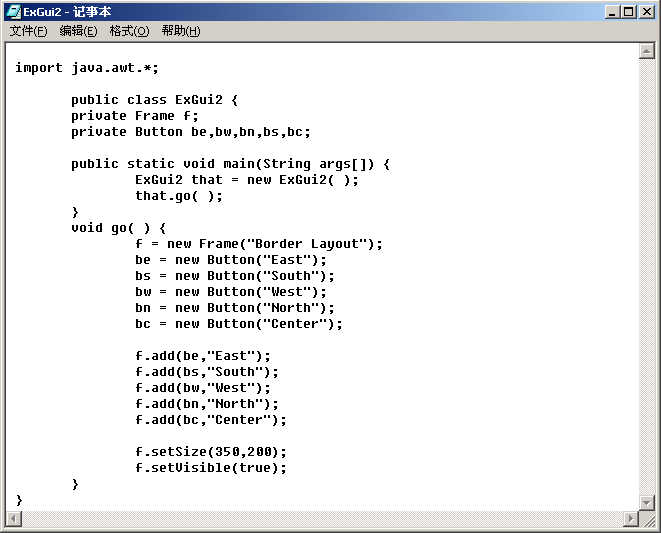 ExGui2 - 记事本
文件(F) 编辑(E) 格式(O) 帮助(H)
import java.awt.*;
public class ExGui2 {
private Frame f;
private Button be,bw,bn,bs,bc;
public static void main(String args[]) {
ExGui2 that = new ExGui2( );
that.go( );
}
void go( ) {
f = new Frame("Border Layout");
be = new Button("East");
bs = new Button("South");
bw = new Button("West");
bn = new Button("North");
bc = new Button("Center");
f.add(be,"East");
f.add(bs,"South");
f.add(bw,"West");
f.add(bn,"North");
f.add(bc,"Center");
f.setSize(350,200);
f.setVisible(true);
}
}